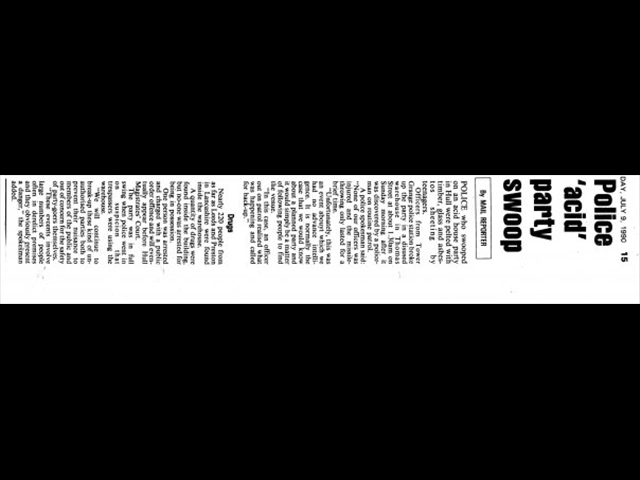 DAY, JULY 9, 1990 15
Police
'acid'
party
swoop
By MAIL REPORTER
POLICE who swooped
on an acid house party
in Hull were pelted with
timber, glass and asbes-
tos sheeting by
teenagers.
Officers from Tower
Grange police station broke
up the party in a disused
warehouse in Thomas
Street at about 1.30am on
Sunday morning after it
was discovered by a police-
man on routine patrol.
"None of our officers was
injured and the missile-
throwing only lasted for a
brief time.
"Unfortunately, this was
an event about which we
had no advance intelli-
gence. It is usually the
case that we would know
about a planned party and
it would simply be a matter
of following people to find
the venue.
"In this case, an officer
out on patrol realised what
was happening and called
for back-up."
Drugs
Nearly 220 people from
as far as Leeds and Preston
in Lancashire were found
inside the warehouse.
A quantity of drugs were
found inside the building,
but no-one was arrested for
being in possession.
One person was arrested
and charged with a public
order offence and will even-
tually appear before Hull
Magistrates' Court.
The party was in full
swing when police went in
on suspicion that
trespassers were using the
warehouse.
"We will continue to
break-up these kind of un-
authorised parties both to
prevent their nuisance to
members of the public and
out of concern for the safety
of party-goers themselves.
"These events involve
large numbers of people
often in derelict premises
and they obviously present
a danger," the spokesman
added.